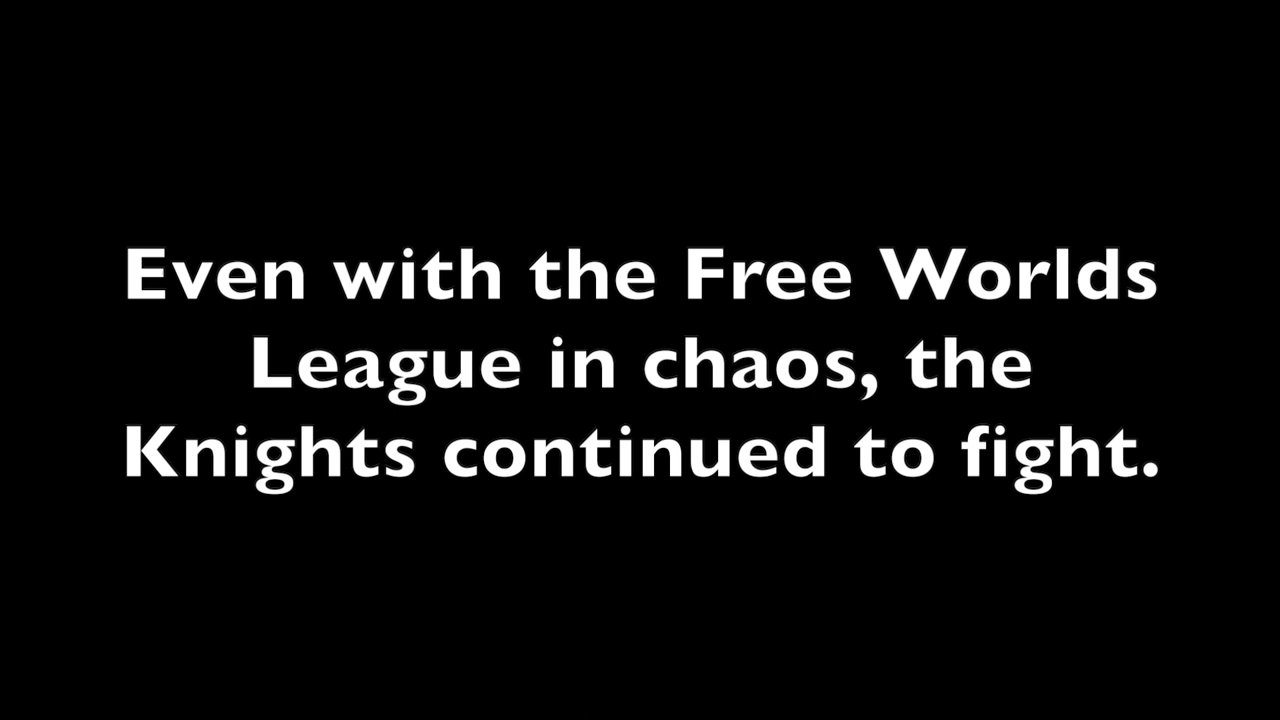 Even with the Free Worlds
League in chaos, the
Knights continued to fight.